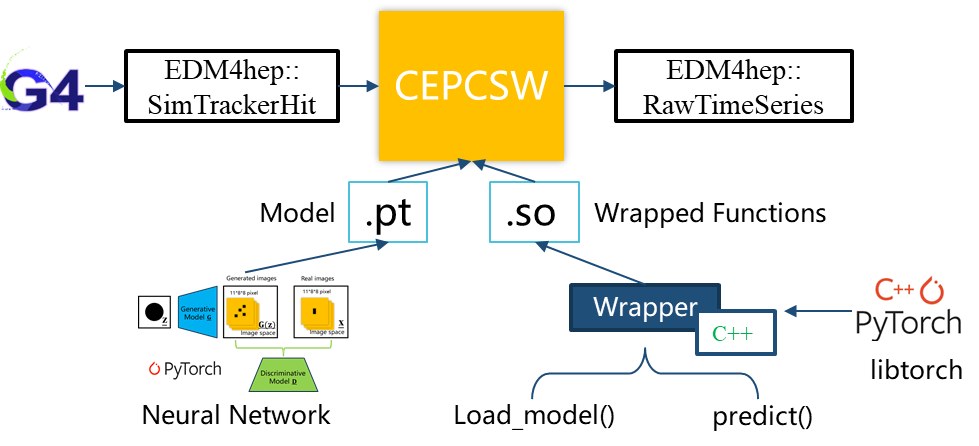 G4
EDM4hep::
SimTrackerHit
CEPCSW
EDM4hep::
RawTimeSeries
Model
.pt
.so
Wrapped Functions
Generated images
Real images
11*8*8 pixel
11*8*8 pixel
z
Generative
Model G
G(z)
Image space
x
Image space
Discriminative
Model D
PyTorch
Neural Network
Wrapper
C++
C++
PyTorch
libtorch
Load_model()
predict()